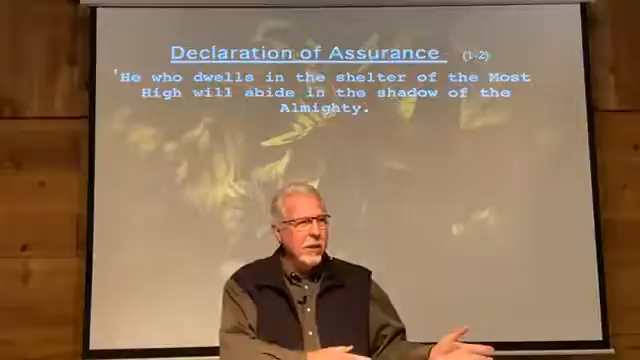 Declaration of Assurance (1-2)
¹He who dwells in the shelter of the Most
High will abide in the shadow of the
Almighty.